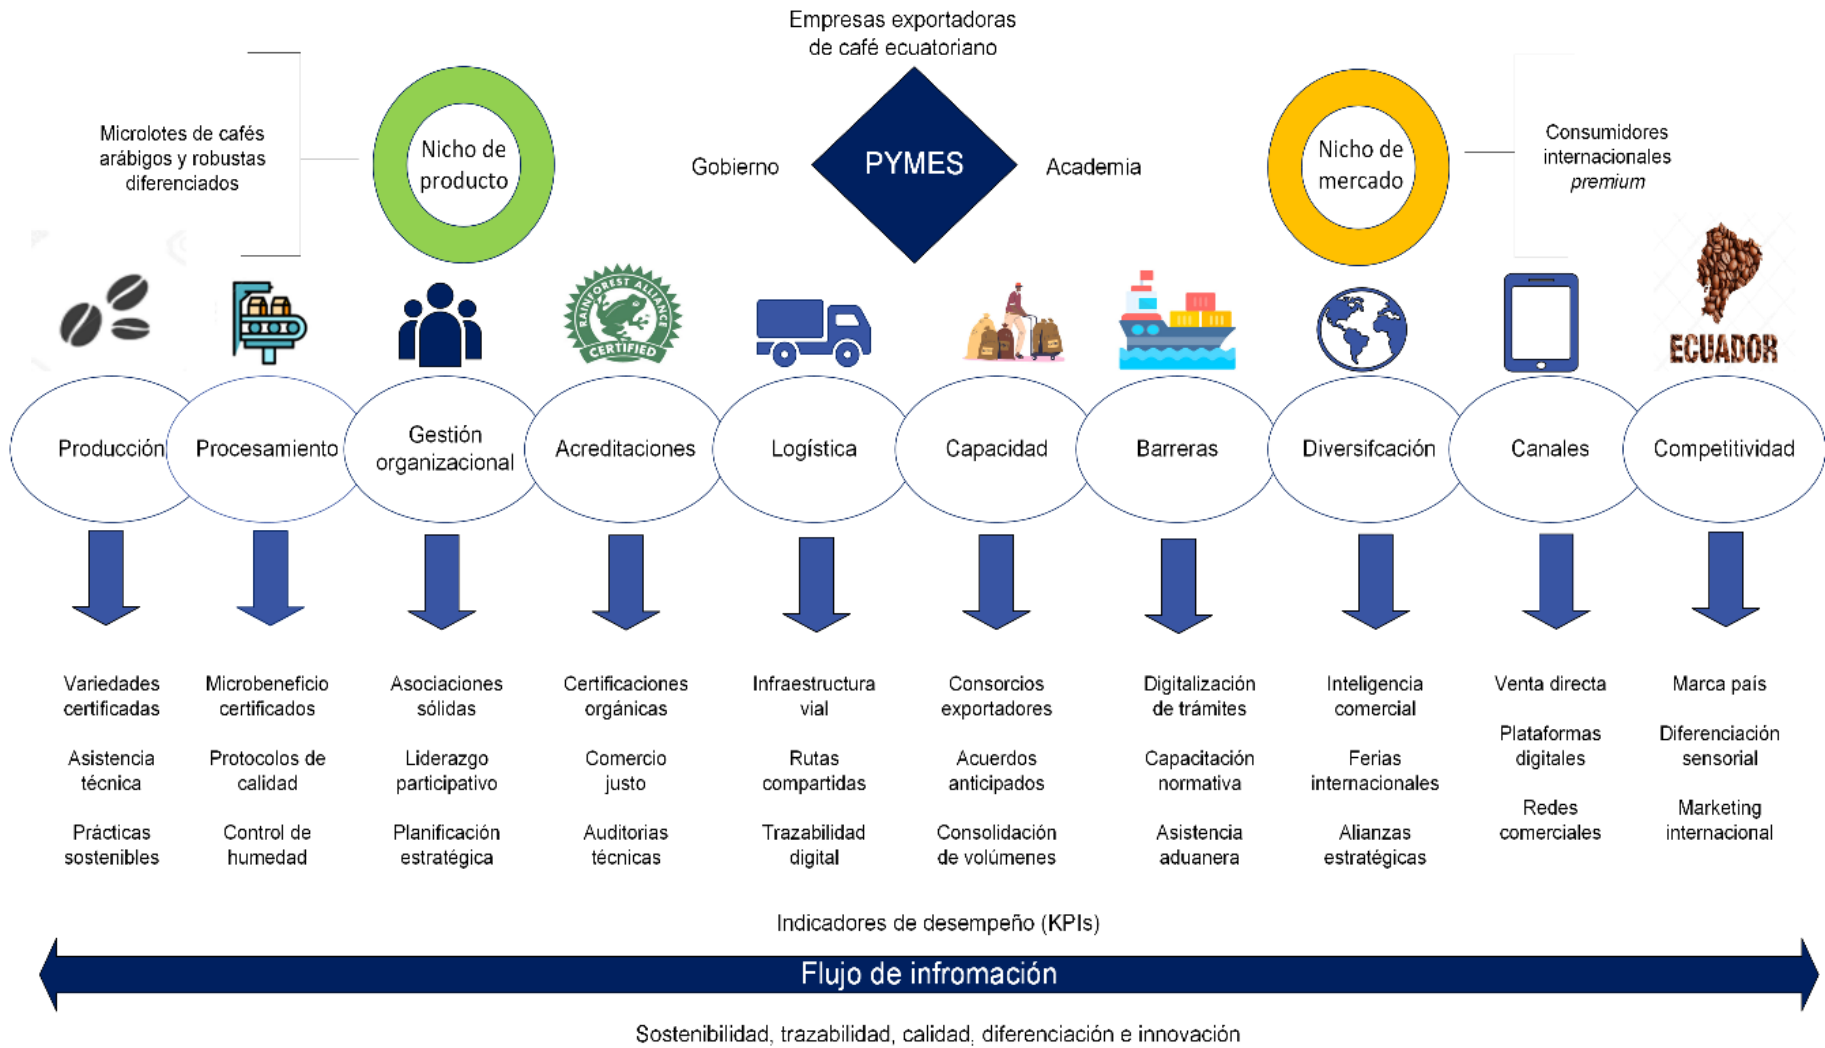 Empresas exportadoras
de café ecuatoriano
Microlotes de cafés
arábigos y robustas
diferenciados
Nicho de
producto
Gobierno
PYMES
Academia
Nicho de
mercado
Consumidores
internacionales
premium
RAINFOREST ALLIANCE
CERTIFIED
ECUADOR
Producción
Procesamiento
Gestión
organizacional
Acreditaciones
Logística
Capacidad
Barreras
Diversifcación
Canales
Competitividad
Variedades
certificadas
Asistencia
técnica
Prácticas
sostenibles
Microbeneficio
certificados
Protocolos de
calidad
Control de
humedad
Asociaciones
sólidas
Liderazgo
participativo
Planificación
estratégica
Certificaciones
orgánicas
Comercio
justo
Auditorias
técnicas
Infraestructura
vial
Rutas
compartidas
Trazabilidad
digital
Consorcios
exportadores
Acuerdos
anticipados
Consolidación
de volúmenes
Digitalización
de trámites
Capacitación
normativa
Asistencia
aduanera
Inteligencia
comercial
Ferias
internacionales
Alianzas
estratégicas
Venta directa
Plataformas
digitales
Redes
comerciales
Marca país
Diferenciación
sensorial
Marketing
internacional
Indicadores de desempeño (KPIs)
Flujo de infromación
Sostenibilidad, trazabilidad, calidad, diferenciación e innovación